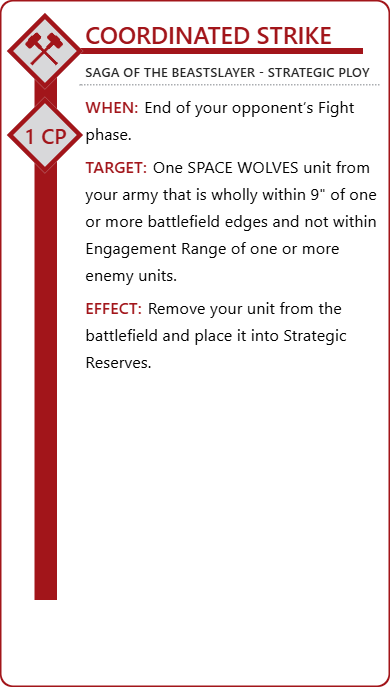 COORDINATED STRIKE
SAGA OF THE BEASTSLAYER - STRATEGIC PLOY
1 CP
WHEN: End of your opponent’s Fight
phase.
TARGET: One SPACE WOLVES unit from
your army that is wholly within 9" of one
or more battlefield edges and not within
Engagement Range of one or more
enemy units.
EFFECT: Remove your unit from the
battlefield and place it into Strategic
Reserves.